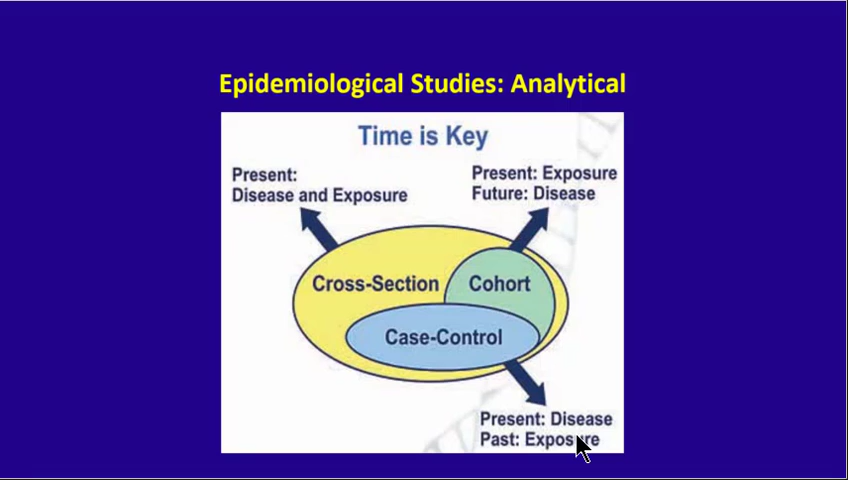 Epidemiological Studies: Analytical
Time is Key
Present:
Disease and Exposure
Present: Exposure
Future: Disease
Cross-Section
Cohort
Case-Control
Present: Disease
Past: Exposure